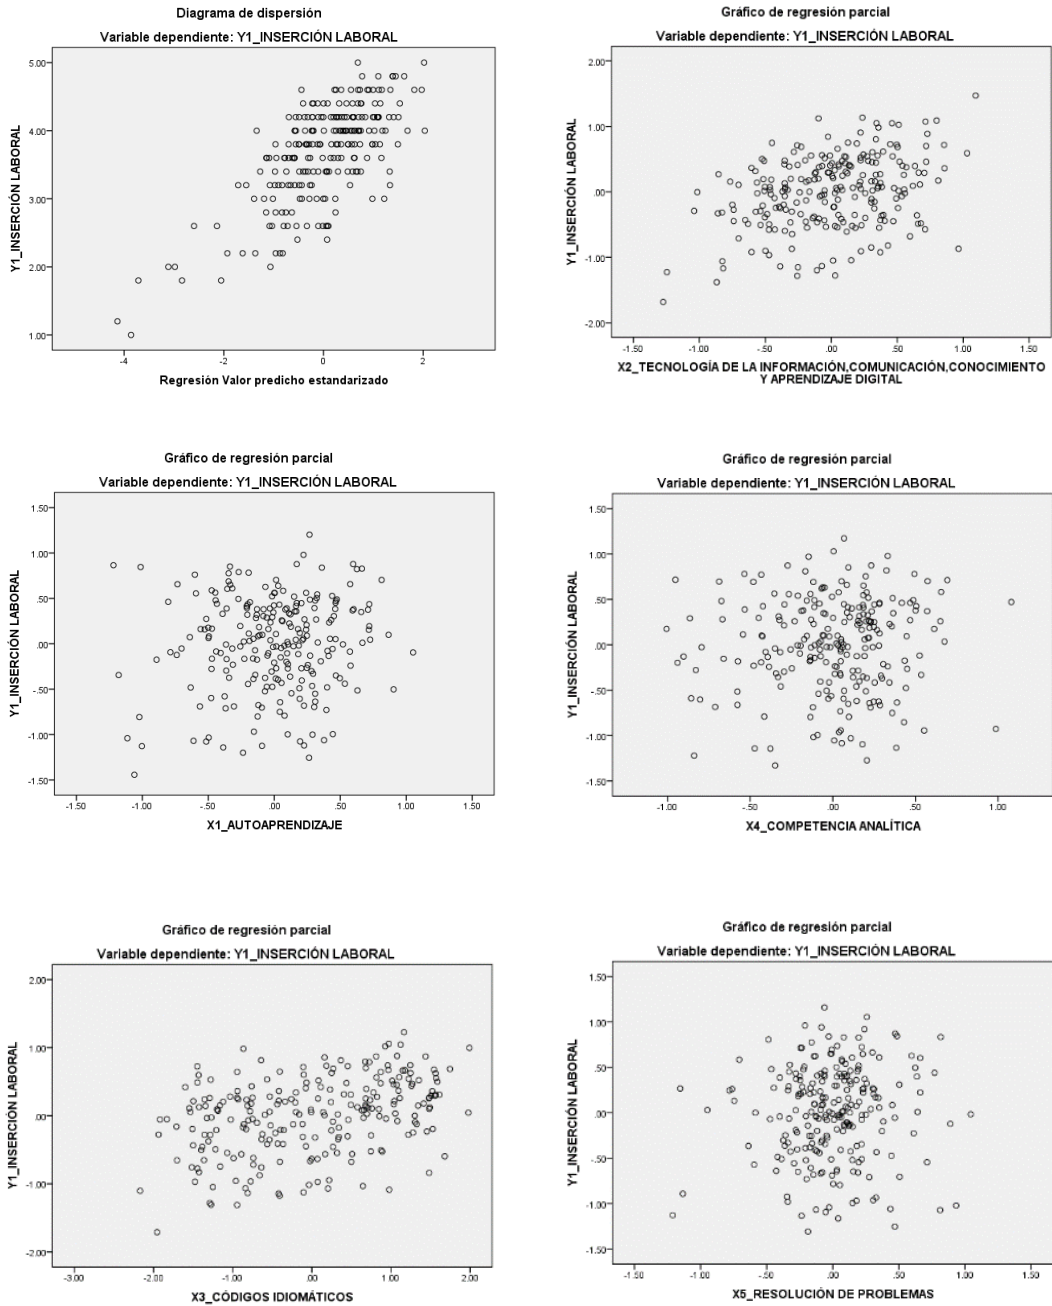 Diagrama de dispersión
Variable dependiente: Y1_INSERCIÓN LABORAL
Y1_INSERCIÓN LABORAL
5.00
4.00
3.00
2.00
1.00
-4
-2
0
2
Regresión Valor predicho estandarizado
Gráfico de regresión parcial
Variable dependiente: Y1_INSERCIÓN LABORAL
Y1_INSERCIÓN LABORAL
2.00
1.00
.00
-1.00
-2.00
-1.50
-1.00
-.50
.00
.50
1.00
1.50
X2_TECNOLOGÍA DE LA INFORMACIÓN,COMUNICACIÓN,CONOCIMIENTO
Y APRENDIZAJE DIGITAL
Gráfico de regresión parcial
Variable dependiente: Y1_INSERCIÓN LABORAL
Y1_INSERCIÓN LABORAL
1.50
1.00
.50
.00
-.50
-1.00
-1.50
-1.50
-1.00
-.50
.00
.50
1.00
1.50
X1_AUTOAPRENDIZAJE
Gráfico de regresión parcial
Variable dependiente: Y1_INSERCIÓN LABORAL
Y1_INSERCIÓN LABORAL
1.50
1.00
.50
.00
-.50
-1.00
-1.50
-1.00
-.50
.00
.50
1.00
X4_COMPETENCIA ANALÍTICA
Gráfico de regresión parcial
Variable dependiente: Y1_INSERCIÓN LABORAL
Y1_INSERCIÓN LABORAL
2.00
1.00
.00
-1.00
-2.00
-3.00
-2.00
-1.00
.00
1.00
2.00
X3_CÓDIGOS IDIOMÁTICOS
Gráfico de regresión parcial
Variable dependiente: Y1_INSERCIÓN LABORAL
Y1_INSERCIÓN LABORAL
1.50
1.00
.50
.00
-.50
-1.00
-1.50
-1.50
-1.00
-.50
.00
.50
1.00
1.50
X5_RESOLUCIÓN DE PROBLEMAS